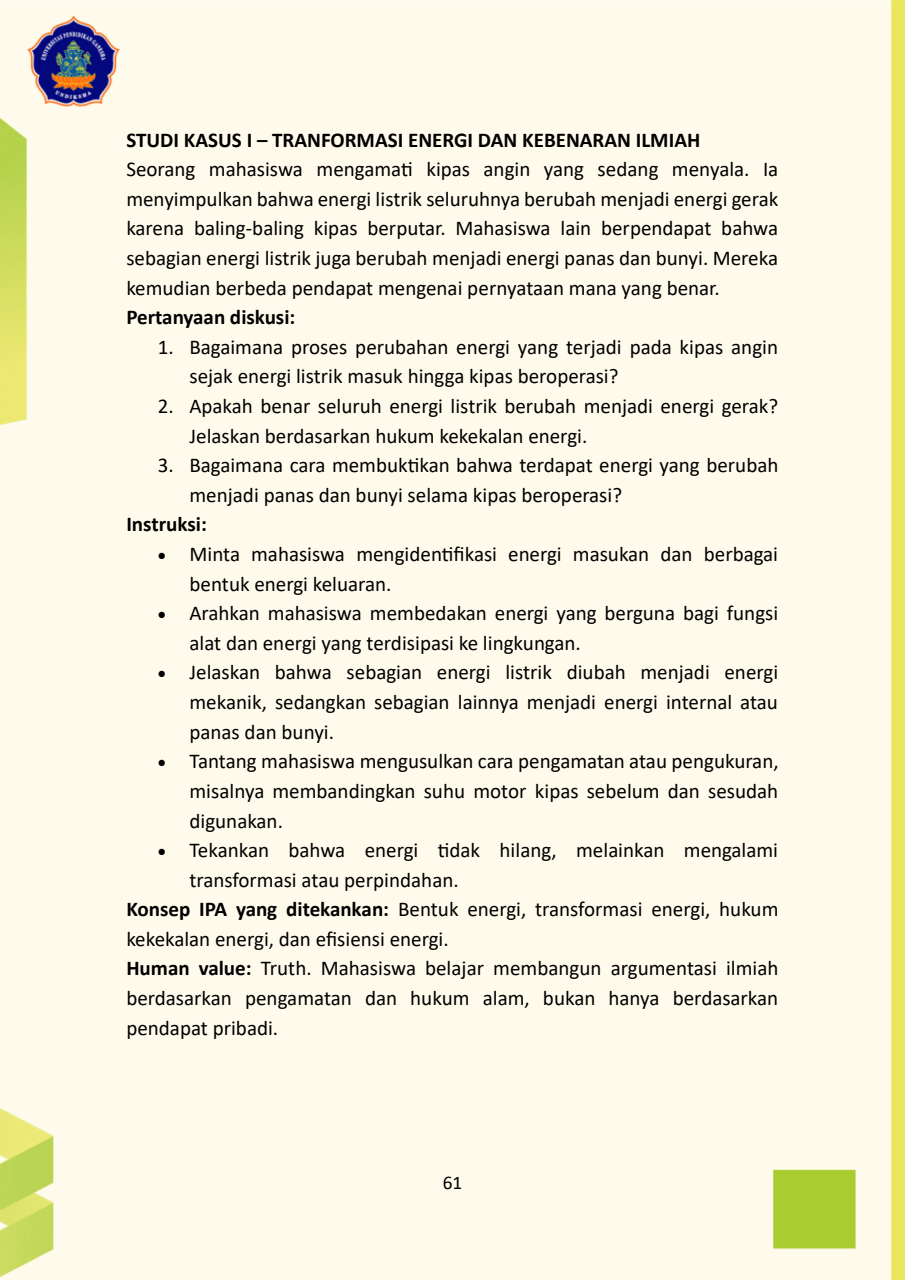 UNIVERSITAS PENDIDIKAN GANESHA
UNDIKSHA
STUDI KASUS I – TRANFORMASI ENERGI DAN KEBENARAN ILMIAH
Seorang mahasiswa mengamati kipas angin yang sedang menyala. Ia
menyimpulkan bahwa energi listrik seluruhnya berubah menjadi energi gerak
karena baling-baling kipas berputar. Mahasiswa lain berpendapat bahwa
sebagian energi listrik juga berubah menjadi energi panas dan bunyi. Mereka
kemudian berbeda pendapat mengenai pernyataan mana yang benar.
Pertanyaan diskusi:
1. Bagaimana proses perubahan energi yang terjadi pada kipas angin
sejak energi listrik masuk hingga kipas beroperasi?
2. Apakah benar seluruh energi listrik berubah menjadi energi gerak?
Jelaskan berdasarkan hukum kekekalan energi.
3. Bagaimana cara membuktikan bahwa terdapat energi yang berubah
menjadi panas dan bunyi selama kipas beroperasi?
Instruksi:
• Minta mahasiswa mengidentifikasi energi masukan dan berbagai
bentuk energi keluaran.
• Arahkan mahasiswa membedakan energi yang berguna bagi fungsi
alat dan energi yang terdisipasi ke lingkungan.
• Jelaskan bahwa sebagian energi listrik diubah menjadi energi
mekanik, sedangkan sebagian lainnya menjadi energi internal atau
panas dan bunyi.
• Tantang mahasiswa mengusulkan cara pengamatan atau pengukuran,
misalnya membandingkan suhu motor kipas sebelum dan sesudah
digunakan.
• Tekankan bahwa energi tidak hilang, melainkan mengalami
transformasi atau perpindahan.
Konsep IPA yang ditekankan: Bentuk energi, transformasi energi, hukum
kekekalan energi, dan efisiensi energi.
Human value: Truth. Mahasiswa belajar membangun argumentasi ilmiah
berdasarkan pengamatan dan hukum alam, bukan hanya berdasarkan
pendapat pribadi.
61